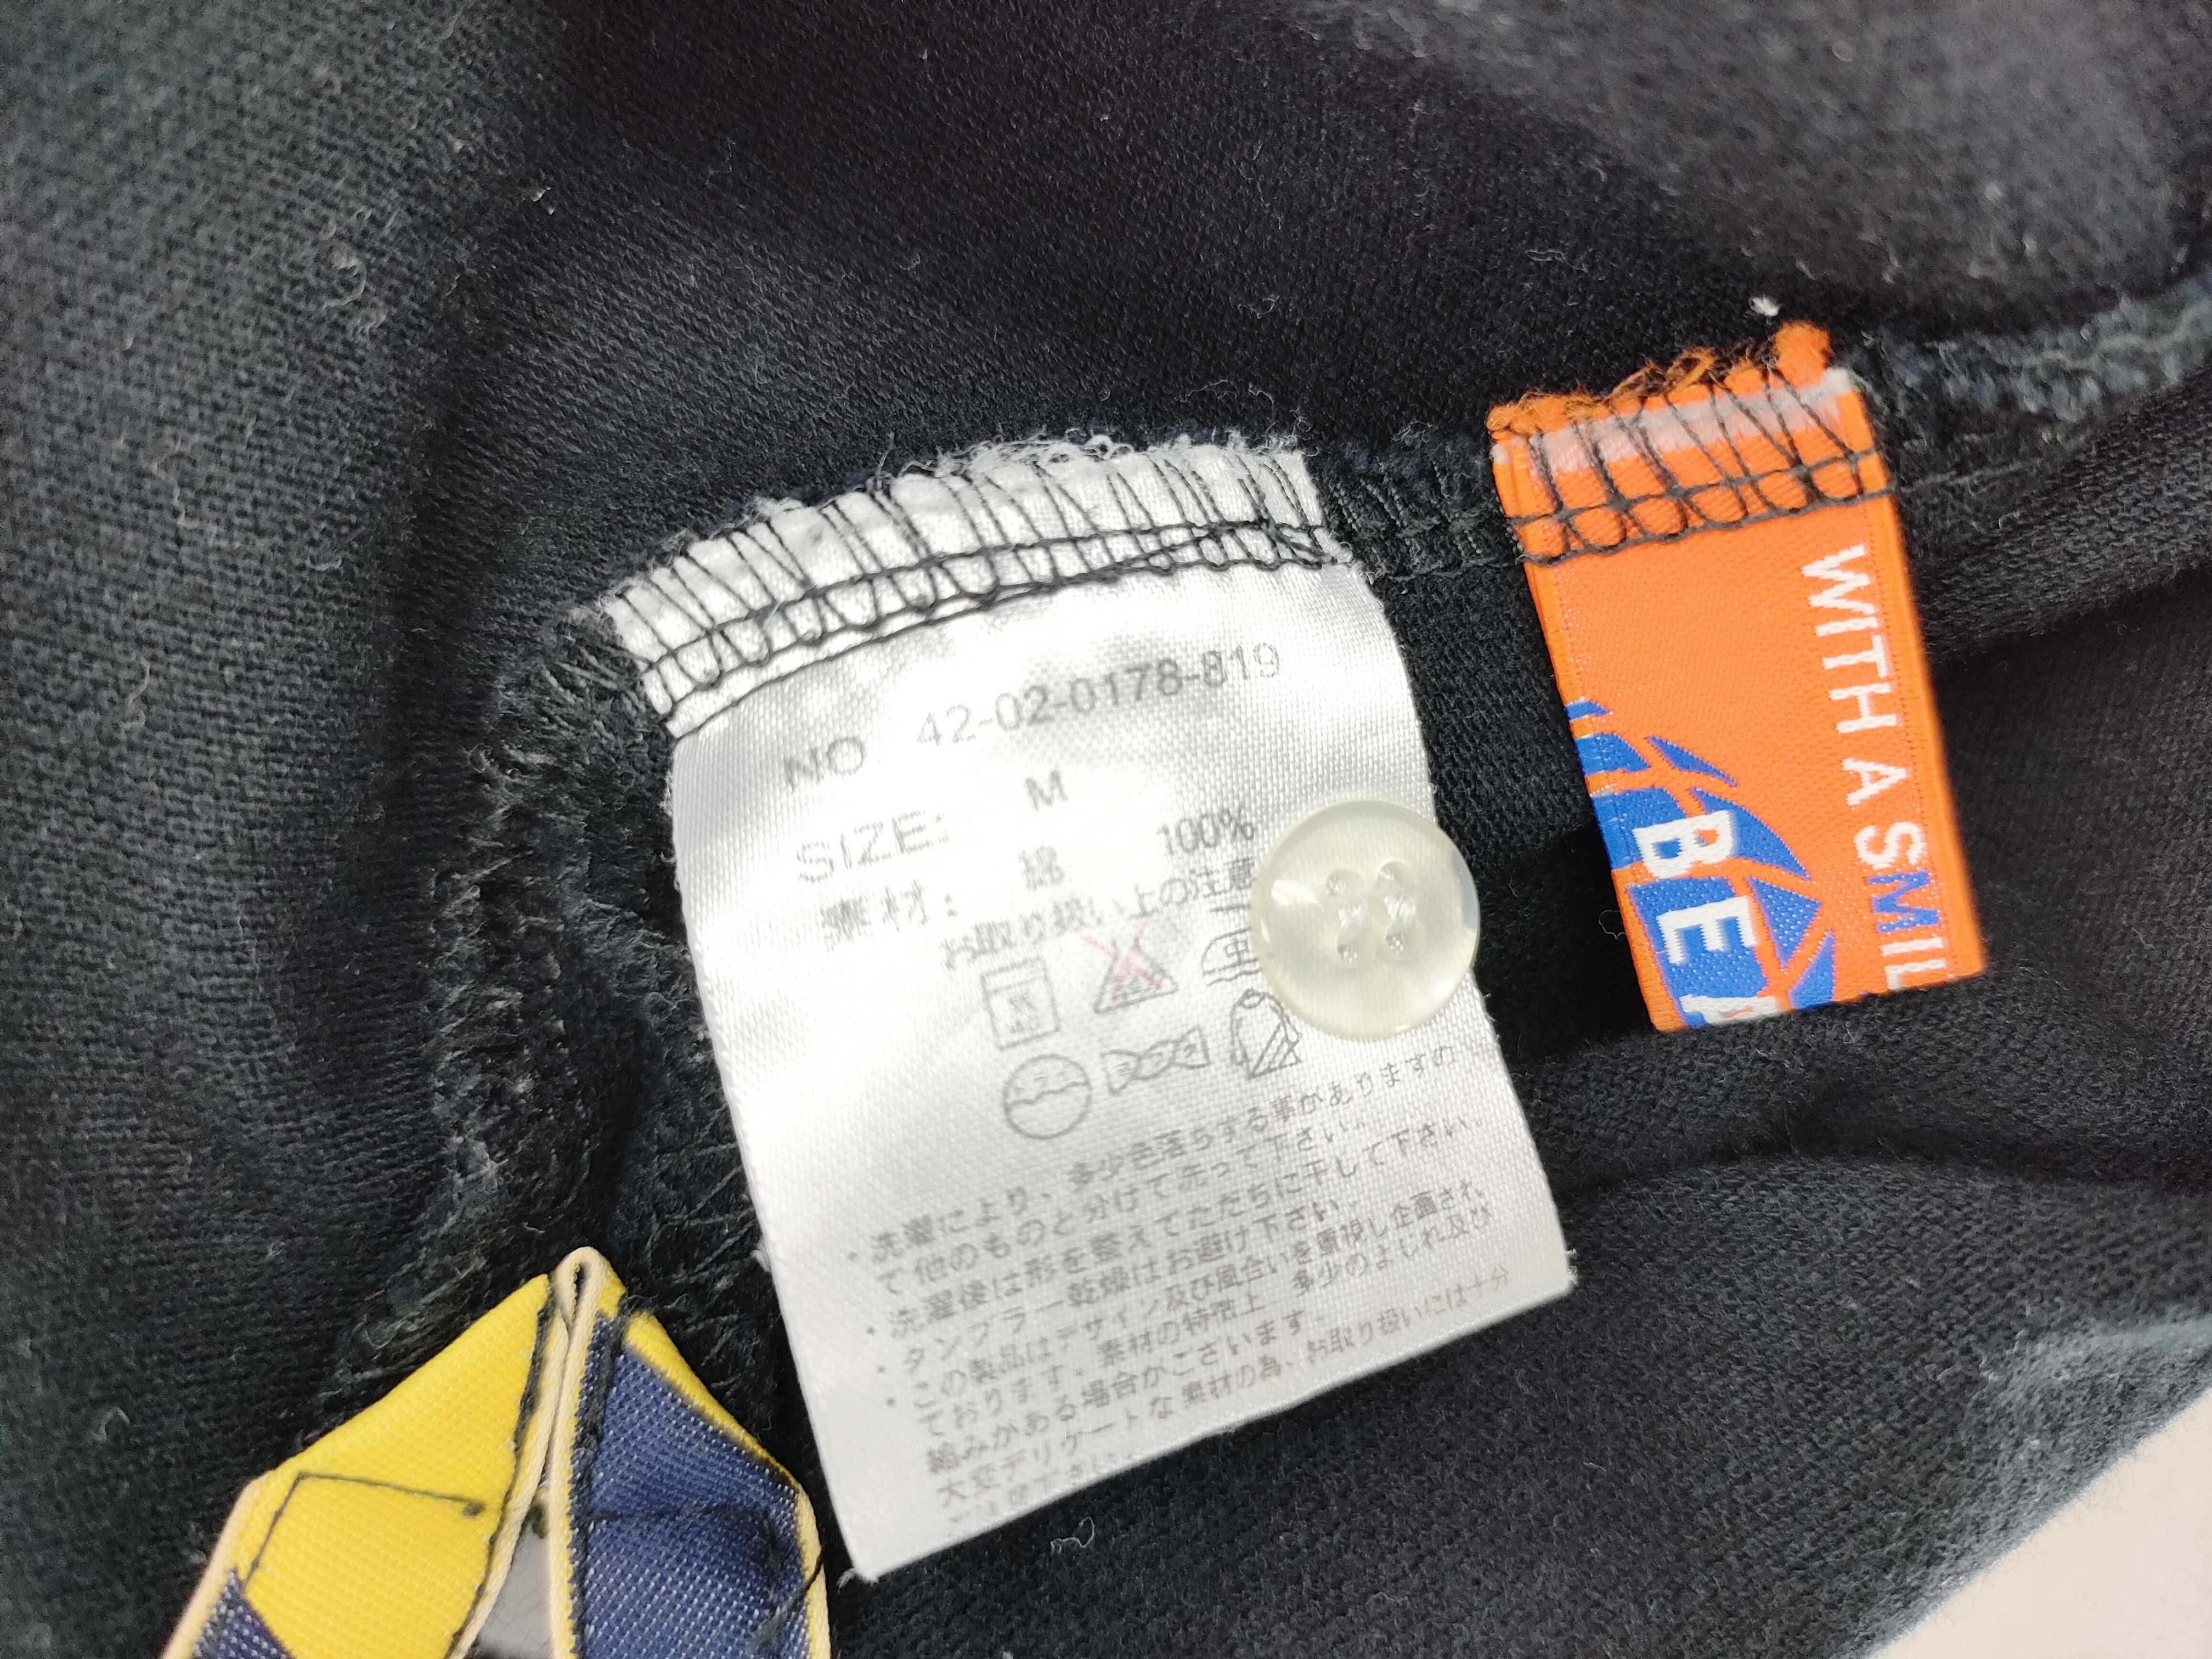 NO 42-02-0178-819
SIZE: M
素材: 綿 100%
お取り扱い上の注意
・洗濯により、多少色落ちする事がありますの
で他のものと分けて洗って下さい。
・洗濯後は形を整えてただちに干して下さい。
・タンブラー乾燥はお避け下さい。
・この製品はデザイン及び風合いを重視し企画され
ております。素材の特徴上、多少のよじれ及び
縮みがある場合がございます。
大変デリケートな素材の為、お取り扱いには十分
WITH A SMIL
BEA